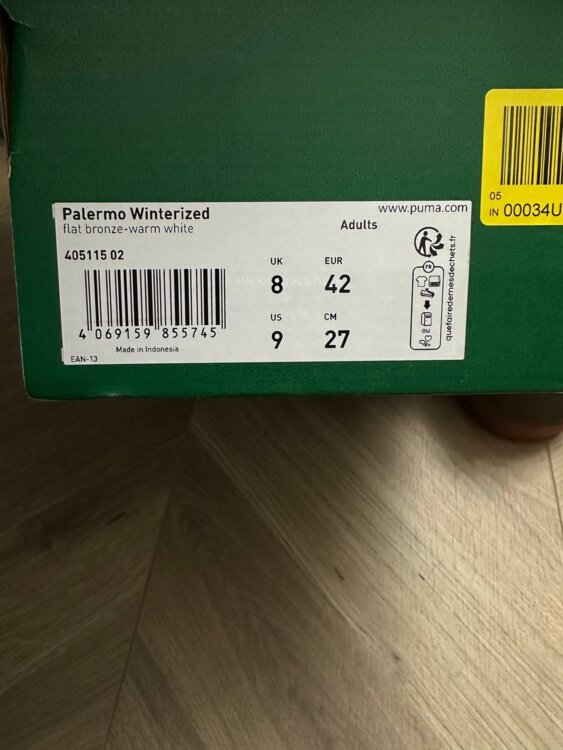 Palermo Winterized
flat bronze-warm white
www.puma.com
Adults
405115 02
UK
8
EUR
42
US
9
CM
27
4 069159 855745
Made in Indonesia
EAN-13
FR
quefairedemesdechets.fr
05
IN 00034U